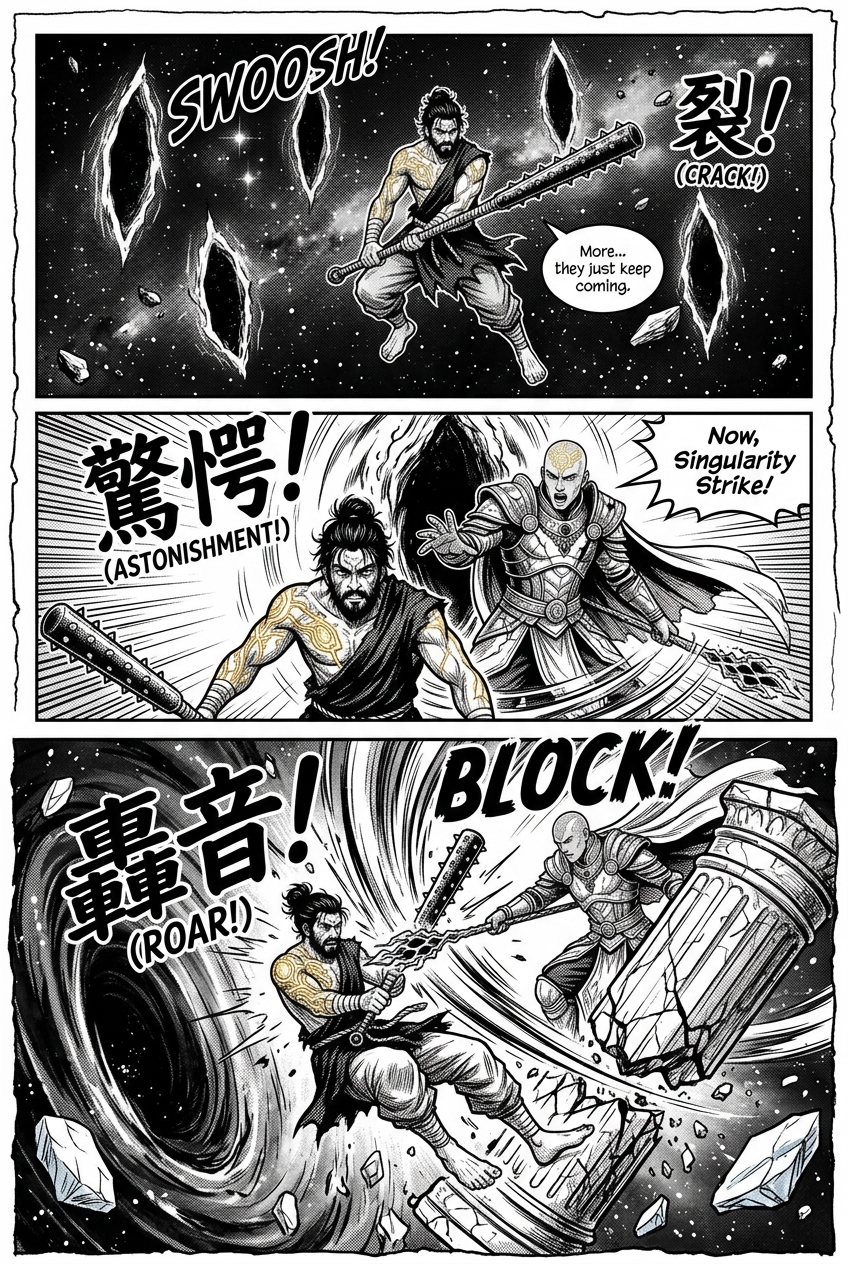 SWOOSH!
裂!
(CRACK!)
More...
they just keep
coming.
驚愕!
(ASTONISHMENT!)
Now,
Singularity
Strike!
BLOCK!
轟音!
(ROAR!)